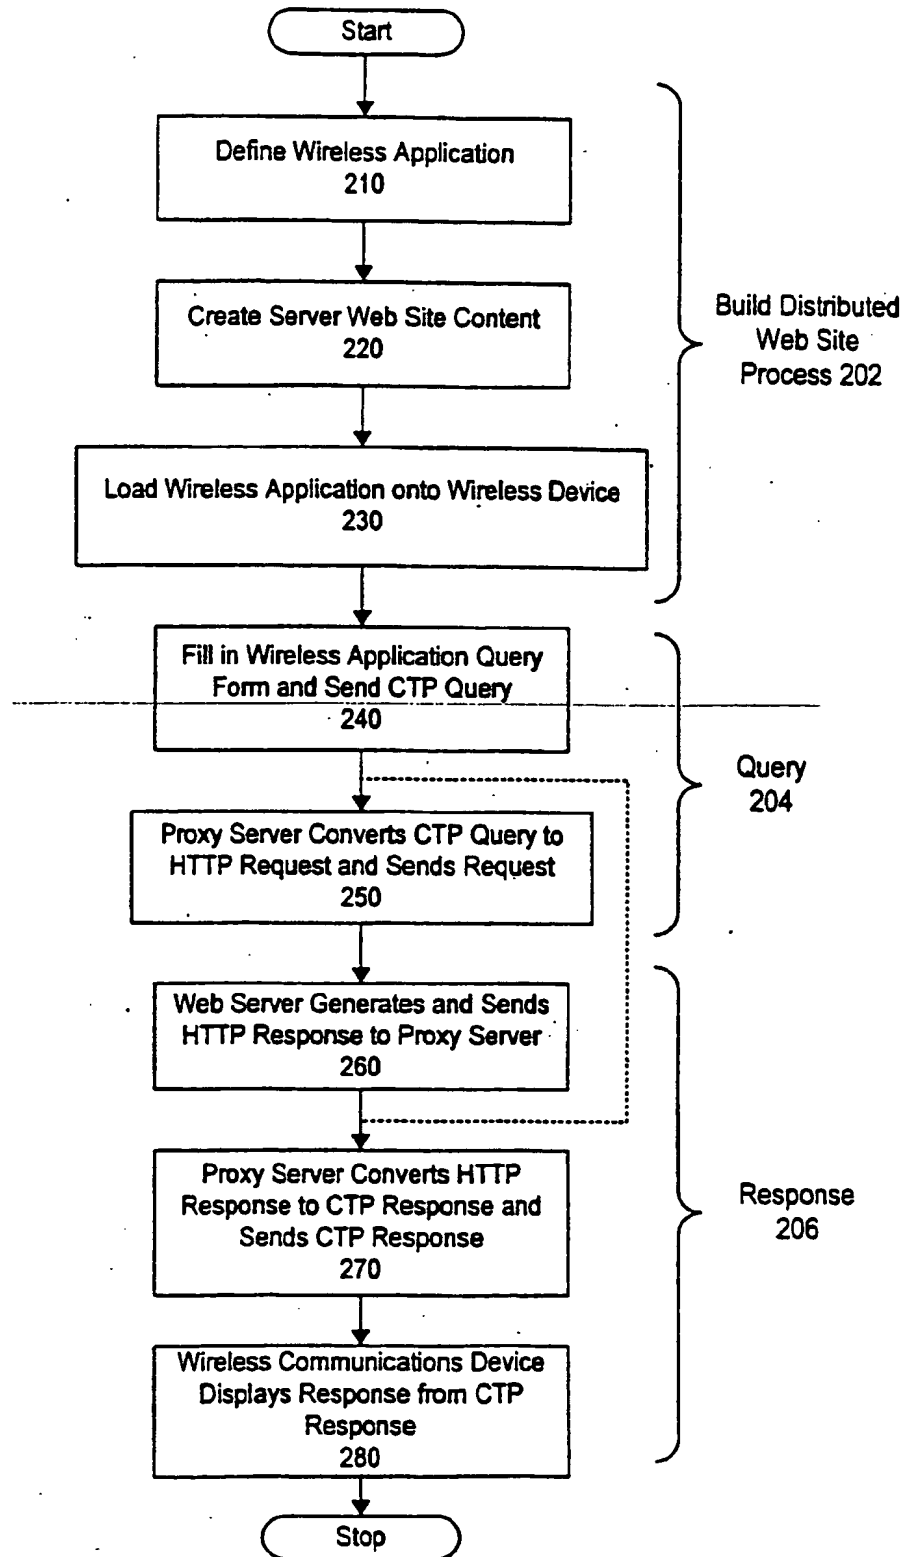 Start
Define Wireless Application
210
Create Server Web Site Content
220
Load Wireless Application onto Wireless Device
230
Build Distributed
Web Site
Process 202
Fill in Wireless Application Query
Form and Send CTP Query
240
Proxy Server Converts CTP Query to
HTTP Request and Sends Request
250
Query
204
Web Server Generates and Sends
HTTP Response to Proxy Server
260
Proxy Server Converts HTTP
Response to CTP Response and
Sends CTP Response
270
Wireless Communications Device
Displays Response from CTP
Response
280
Response
206
Stop